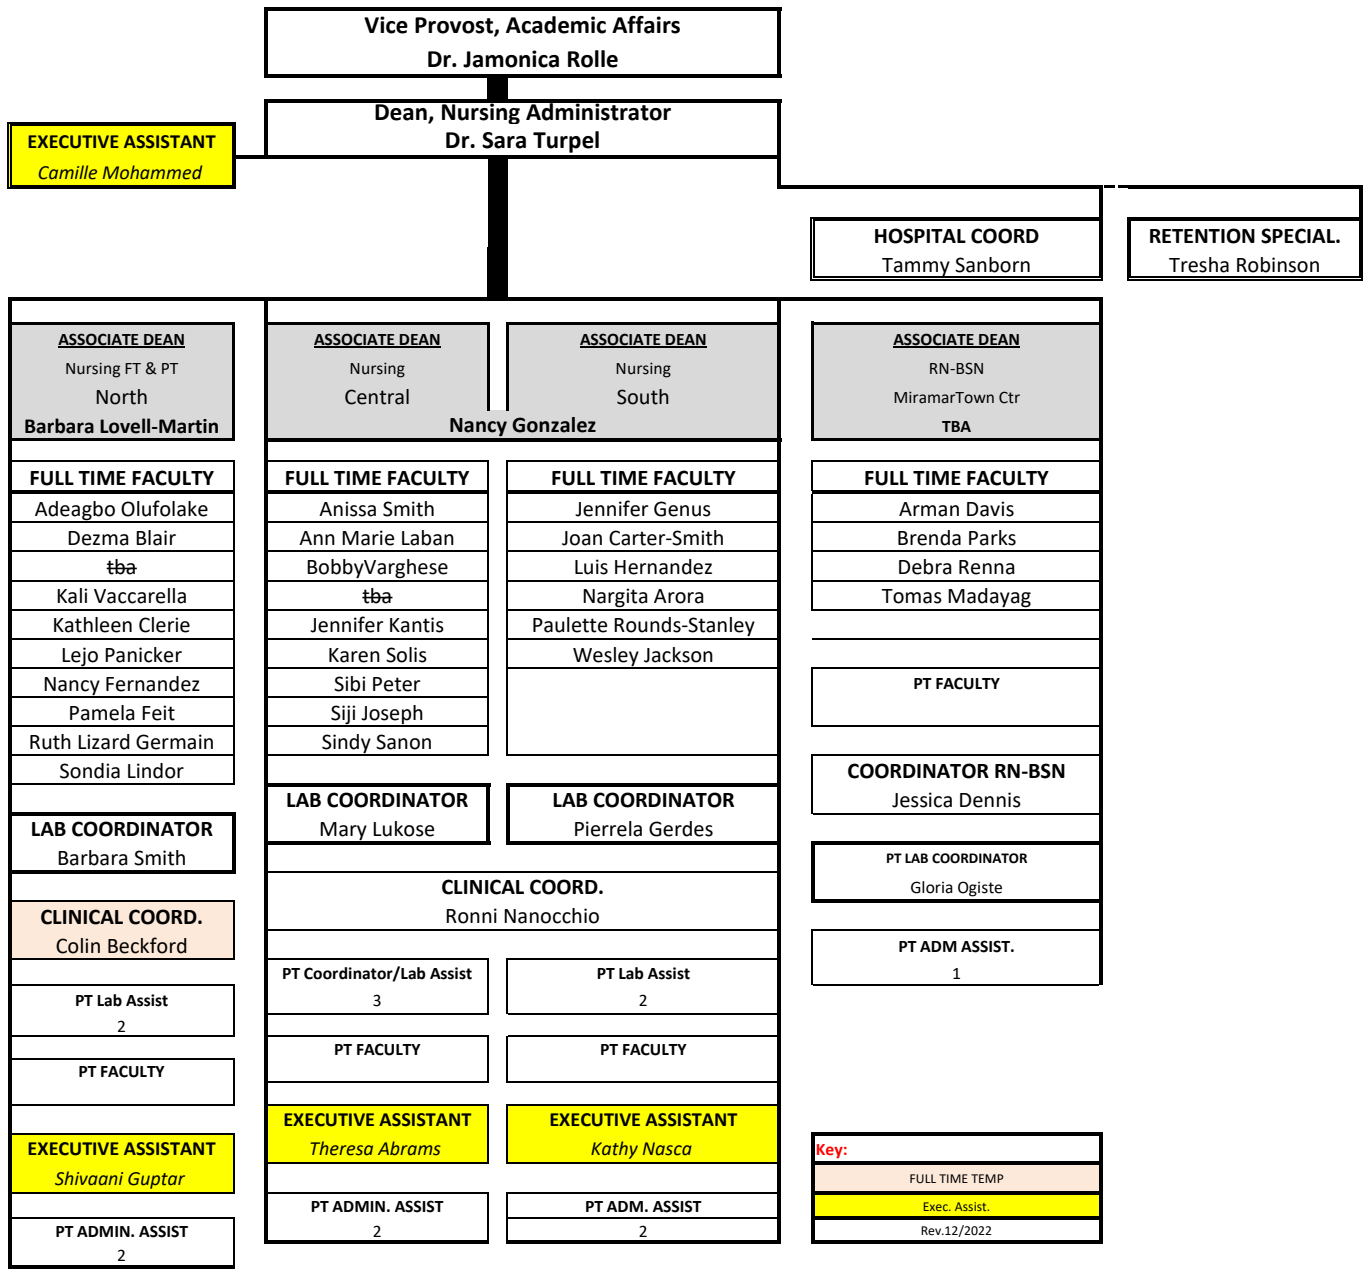 Vice Provost, Academic Affairs
Dr. Jamonica Rolle
Dean, Nursing Administrator
Dr. Sara Turpel
EXECUTIVE ASSISTANT
Camille Mohammed
HOSPITAL COORD
Tammy Sanborn
RETENTION SPECIAL.
Tresha Robinson
ASSOCIATE DEAN
Nursing FT & PT
North
Barbara Lovell-Martin
FULL TIME FACULTY
Adeagbo Olufolake
Dezma Blair
tba
Kali Vaccarella
Kathleen Clerie
Lejo Panicker
Nancy Fernandez
Pamela Feit
Ruth Lizard Germain
Sondia Lindor
LAB COORDINATOR
Barbara Smith
CLINICAL COORD.
Colin Beckford
PT Lab Assist
2
PT FACULTY
EXECUTIVE ASSISTANT
Shivaani Guptar
PT ADMIN. ASSIST
2
ASSOCIATE DEAN
Nursing
Central
ASSOCIATE DEAN
Nursing
South
Nancy Gonzalez
FULL TIME FACULTY
Anissa Smith
Ann Marie Laban
BobbyVarghese
tba
Jennifer Kantis
Karen Solis
Sibi Peter
Siji Joseph
Sindy Sanon
LAB COORDINATOR
Mary Lukose
FULL TIME FACULTY
Jennifer Genus
Joan Carter-Smith
Luis Hernandez
Nargita Arora
Paulette Rounds-Stanley
Wesley Jackson
LAB COORDINATOR
Pierrela Gerdes
CLINICAL COORD.
Ronni Nanocchio
PT Coordinator/Lab Assist
3
PT FACULTY
EXECUTIVE ASSISTANT
Theresa Abrams
PT ADMIN. ASSIST
2
PT Lab Assist
2
PT FACULTY
EXECUTIVE ASSISTANT
Kathy Nasca
PT ADM. ASSIST
2
ASSOCIATE DEAN
RN-BSN
MiramarTown Ctr
TBA
FULL TIME FACULTY
Arman Davis
Brenda Parks
Debra Renna
Tomas Madayag
PT FACULTY
COORDINATOR RN-BSN
Jessica Dennis
PT LAB COORDINATOR
Gloria Ogiste
PT ADM ASSIST.
1
Key:
FULL TIME TEMP
Exec. Assist.
Rev.12/2022